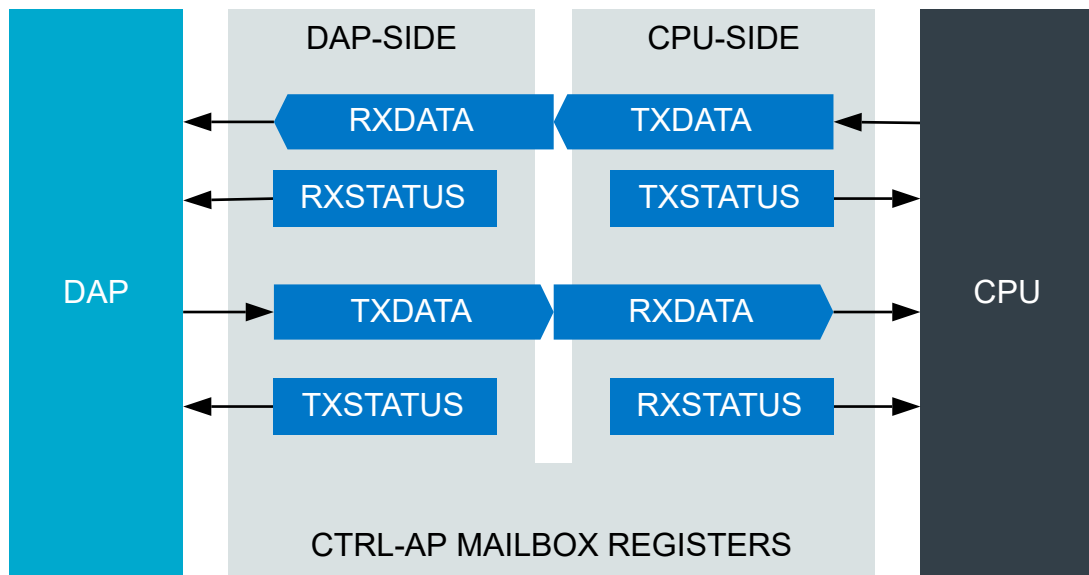 DAP-SIDE
CPU-SIDE
RXDATA
TXDATA
RXSTATUS
TXSTATUS
DAP
CPU
TXDATA
RXDATA
TXSTATUS
RXSTATUS
CTRL-AP MAILBOX REGISTERS